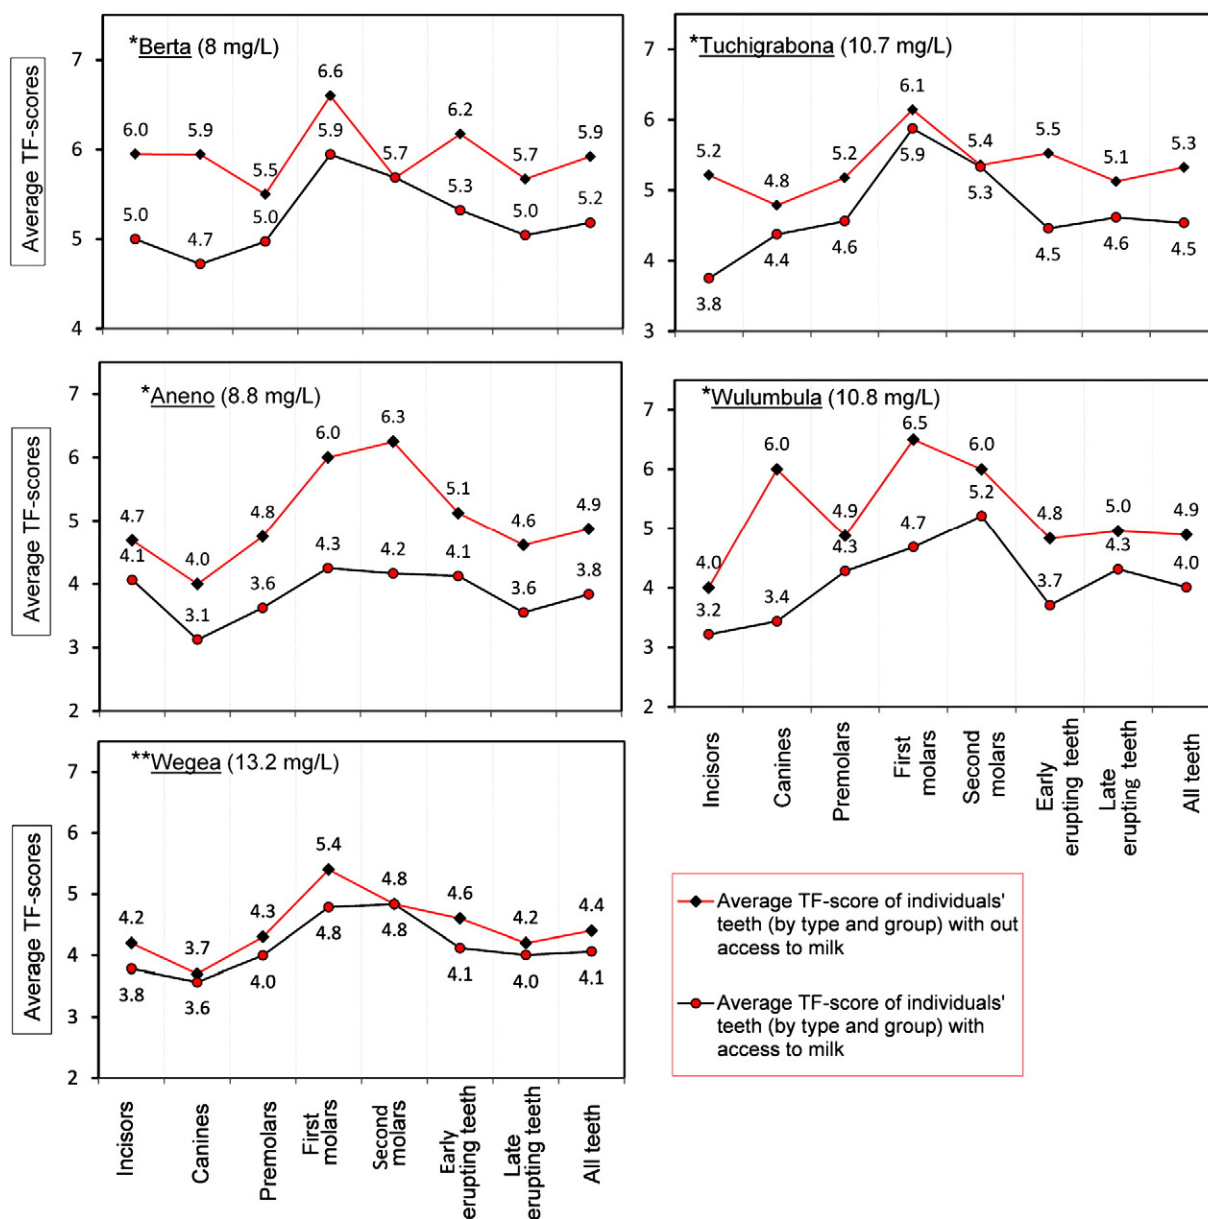 *Berta (8 mg/L)
Average TF-scores
7
6
5
4
6.0 5.9 5.5 6.6 5.7 6.2 5.7 5.9
5.0 4.7 5.0 5.9 5.3 5.0 5.2
*Tuchigrabona (10.7 mg/L)
7
6
5
4
3
5.2 4.8 5.2 6.1 5.4 5.5 5.1 5.3
3.8 4.4 4.6 5.9 5.3 4.5 4.6 4.5
*Aneno (8.8 mg/L)
Average TF-scores
7
6
5
4
3
2
4.7 4.0 4.8 6.0 6.3 5.1 4.6 4.9
4.1 3.1 3.6 4.3 4.2 4.1 3.6 3.8
*Wulumbula (10.8 mg/L)
7
6
5
4
3
2
4.0 6.0 4.9 6.5 6.0 4.8 5.0 4.9
3.2 3.4 4.3 4.7 5.2 3.7 4.3 4.0
Incisors
Canines
Premolars
First
molars
Second
molars
Early
erupting teeth
Late
erupting teeth
All teeth
**Wegea (13.2 mg/L)
Average TF-scores
7
6
5
4
3
2
4.2 3.7 4.3 5.4 4.8 4.6 4.2 4.4
3.8 3.6 4.0 4.8 4.8 4.1 4.0 4.1
Incisors
Canines
Premolars
First
molars
Second
molars
Early
erupting teeth
Late
erupting teeth
All teeth
Average TF-score of individuals'
teeth (by type and group) with out
access to milk
Average TF-score of individuals'
teeth (by type and group) with
access to milk